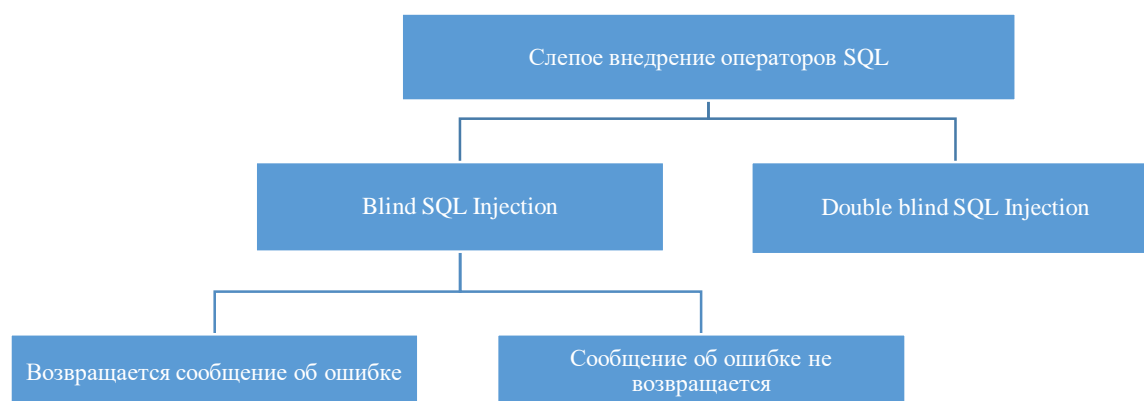 Слепое внедрение операторов SQL
Blind SQL Injection
Double blind SQL Injection
Возвращается сообщение об ошибке
Сообщение об ошибке не
возвращается